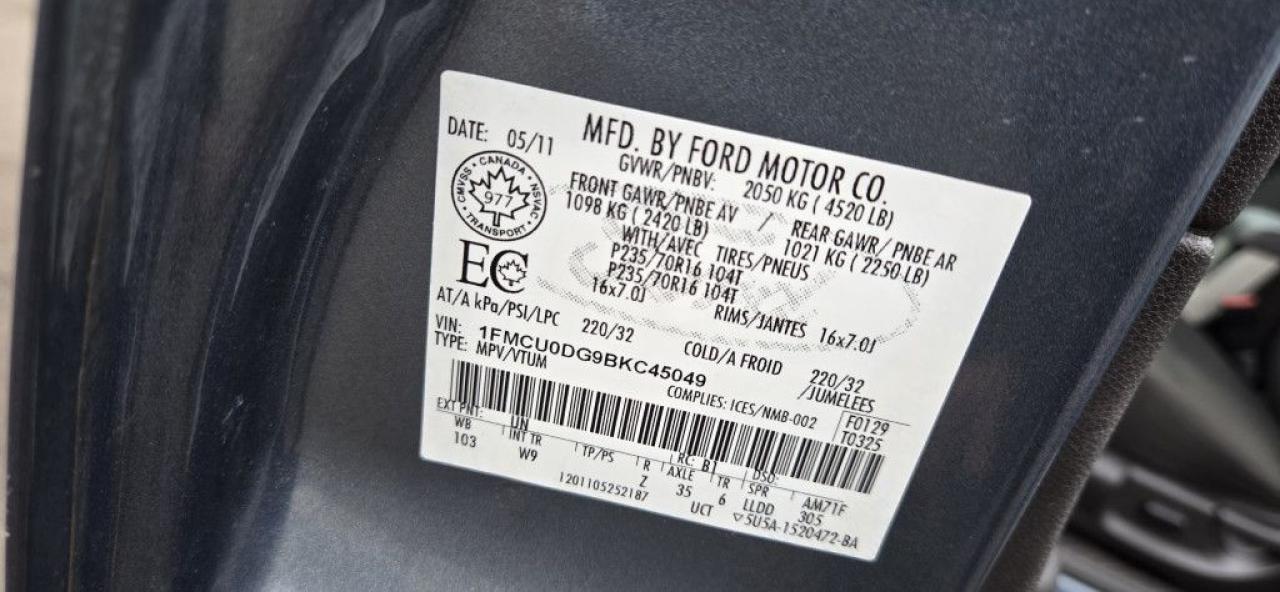 MFD. BY FORD MOTOR CO.
DATE: 05/11
GVWR/PNBV: 2050 KG ( 4520 LB)
FRONT GAWR/PNBE AV / REAR GAWR/ PNBE AR
1098 KG ( 2420 LB) 1021 KG ( 2250 LB)
WITH/AVEC TIRES/PNEUS
P235/70R16 104T
P235/70R16 104T
16x7.0J RIMS/JANTES 16x7.0J
CMVSS · CANADA · NSVAC · TRANSPORT
977
EC
AT/A kPa/PSI/LPC 220/32 COLD/A FROID 220/32
VIN: 1FMCU0DG9BKC45049 /JUMELEES
TYPE: MPV/VTUM COMPLIES: ICES/NMB-002
F0129
T0325
EXT PNT: UN RC: B1 DSO:
WB INT TR TP/PS R AXLE TR SPR AM71F
103 W9 Z 35 6 LLDD 305
1201105252187 UCT ▽5U5A-1520472-BA